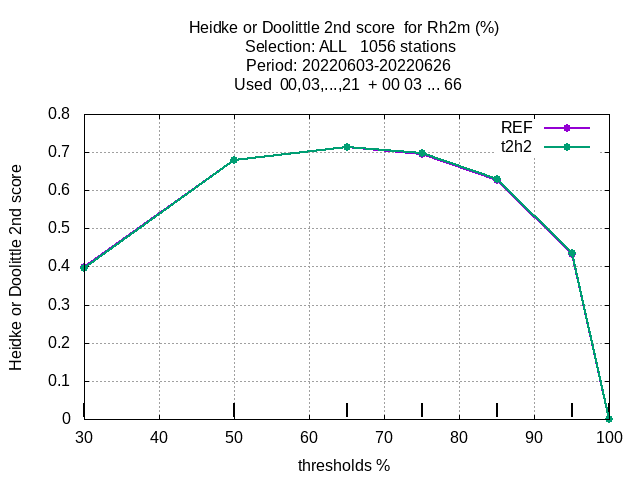 Heidke or Doolittle 2nd score  for Rh2m (%)
Selection: ALL   1056 stations
Period: 20220603-20220626
Used  00,03,...,21  + 00 03 ... 66
REF
t2h2
Heidke or Doolittle 2nd score
0.8
0.7
0.6
0.5
0.4
0.3
0.2
0.1
0
30 40 50 60 70 80 90 100
thresholds %